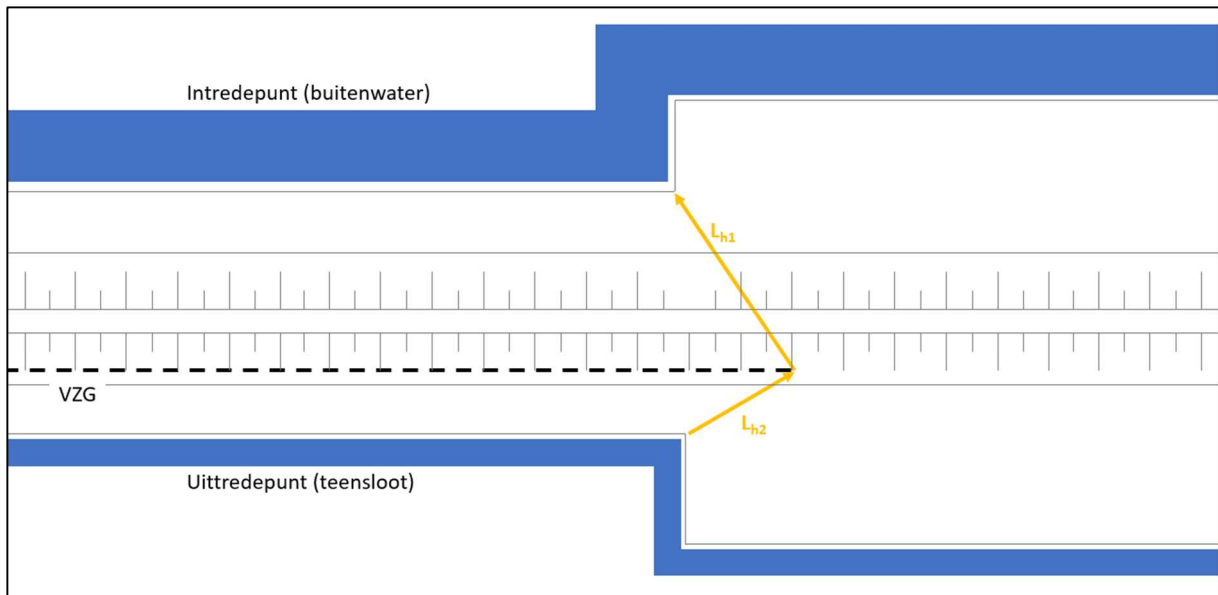 Intredepunt (buitenwater)
Lh1
VZG
Lh2
Uittredepunt (teensloot)